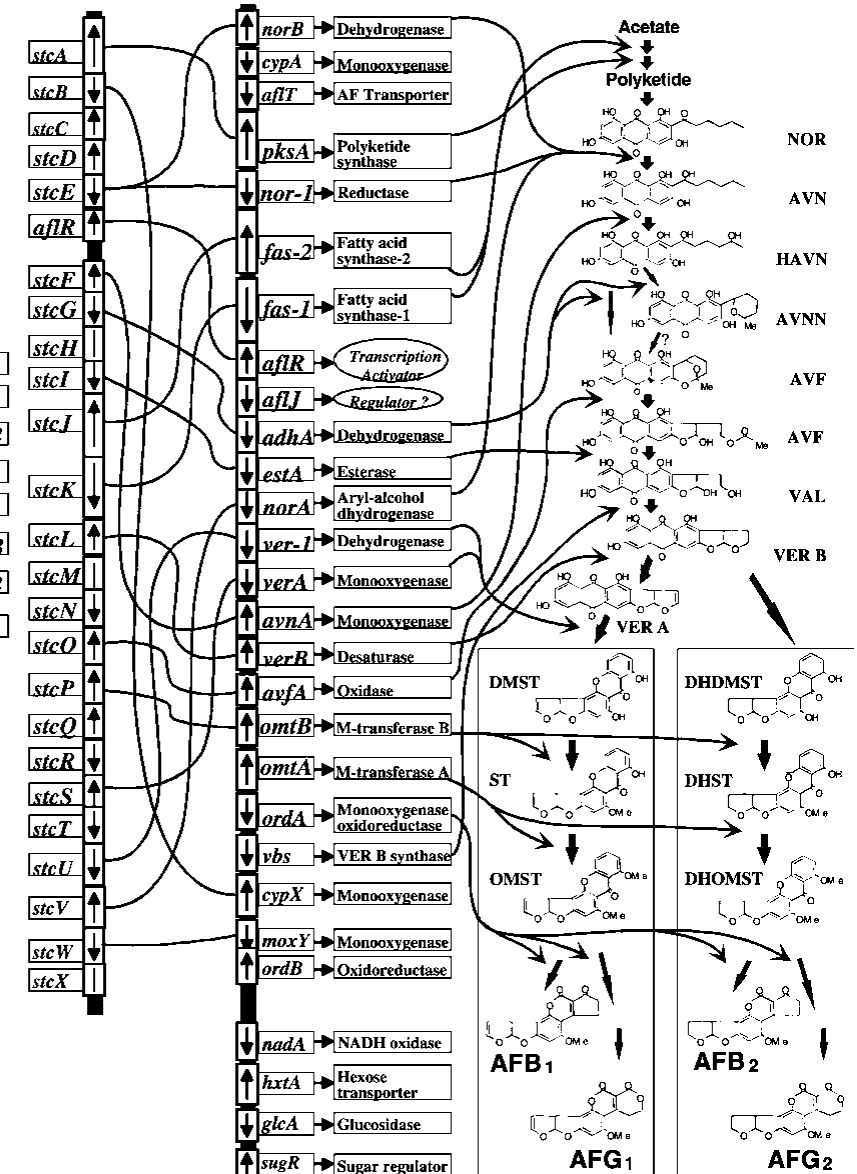 stcA
stcB
stcC
stcD
stcE
aflR
stcF
stcG
stcH
stcI
stcJ
stcK
stcL
stcM
stcN
stcO
stcP
stcQ
stcR
stcS
stcT
stcU
stcV
stcW
stcX
norB Dehydrogenase
cypA Monooxygenase
aflT AF Transporter
pksA Polyketide
synthase
nor-1 Reductase
fas-2 Fatty acid
synthase-2
fas-1 Fatty acid
synthase-1
aflR Transcription
Activator
aflJ Regulator ?
adhA Dehydrogenase
estA Esterase
norA Aryl-alcohol
dhydrogenase
ver-1 Dehydrogenase
verA Monooxygenase
avnA Monooxygenase
verB Desaturase
avfA Oxidase
omtB M-transferase B
omtA M-transferase A
ordA Monooxygenase
oxidoreductase
vbs VER B synthase
cypX Monooxygenase
moxY Monooxygenase
ordB Oxidoreductase
nadA NADH oxidase
hxtA Hexose
transporter
glcA Glucosidase
sugR Sugar regulator
Acetate
Polyketide
NOR
AVN
HAVN
AVNN
?
AVF
AVF
VAL
VER B
VER A
DMST
DHDMST
ST
DHST
OMST
DHOMST
AFB1
AFB2
AFG1
AFG2